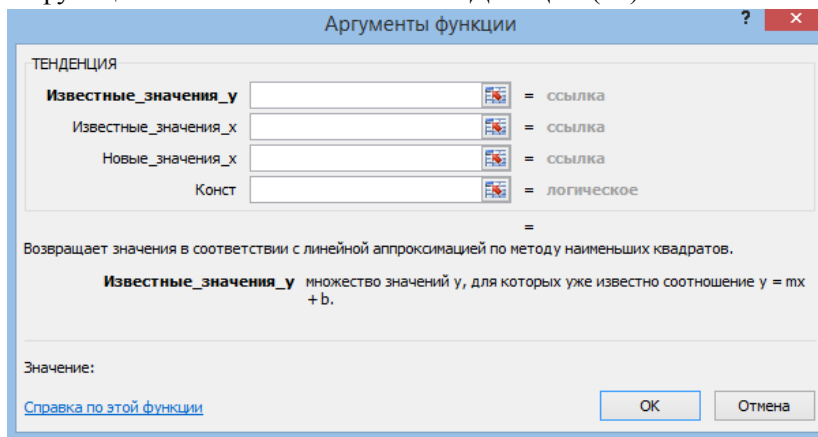 Аргументы функции ? ×
ТЕНДЕНЦИЯ
Известные_значения_y = ссылка
Известные_значения_x = ссылка
Новые_значения_x = ссылка
Конст = логическое
=
Возвращает значения в соответствии с линейной аппроксимацией по методу наименьших квадратов.
Известные_значения_y множество значений y, для которых уже известно соотношение y = mx
+ b.
Значение:
Справка по этой функции
ОК Отмена